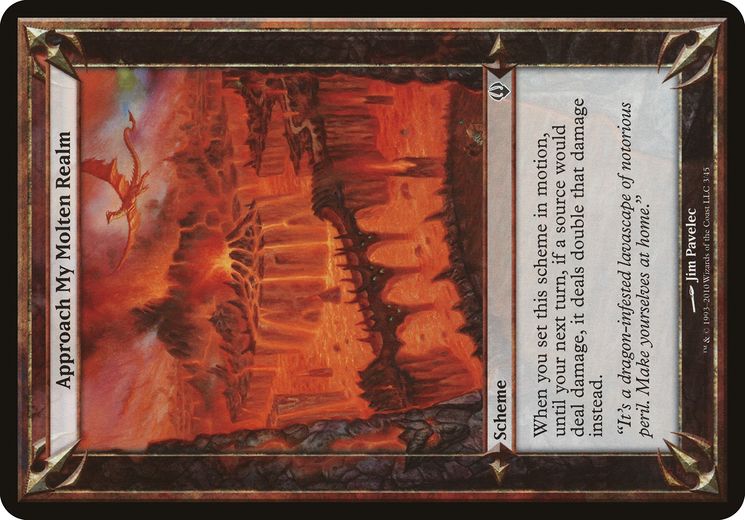 Approach My Molten Realm
Scheme
When you set this scheme in motion,
until your next turn, if a source would
deal damage, it deals double that damage
instead.
“It’s a dragon-infested lavascape of notorious
peril. Make yourselves at home.”
Jim Pavelec
™ & © 1993–2010 Wizards of the Coast LLC 3/45